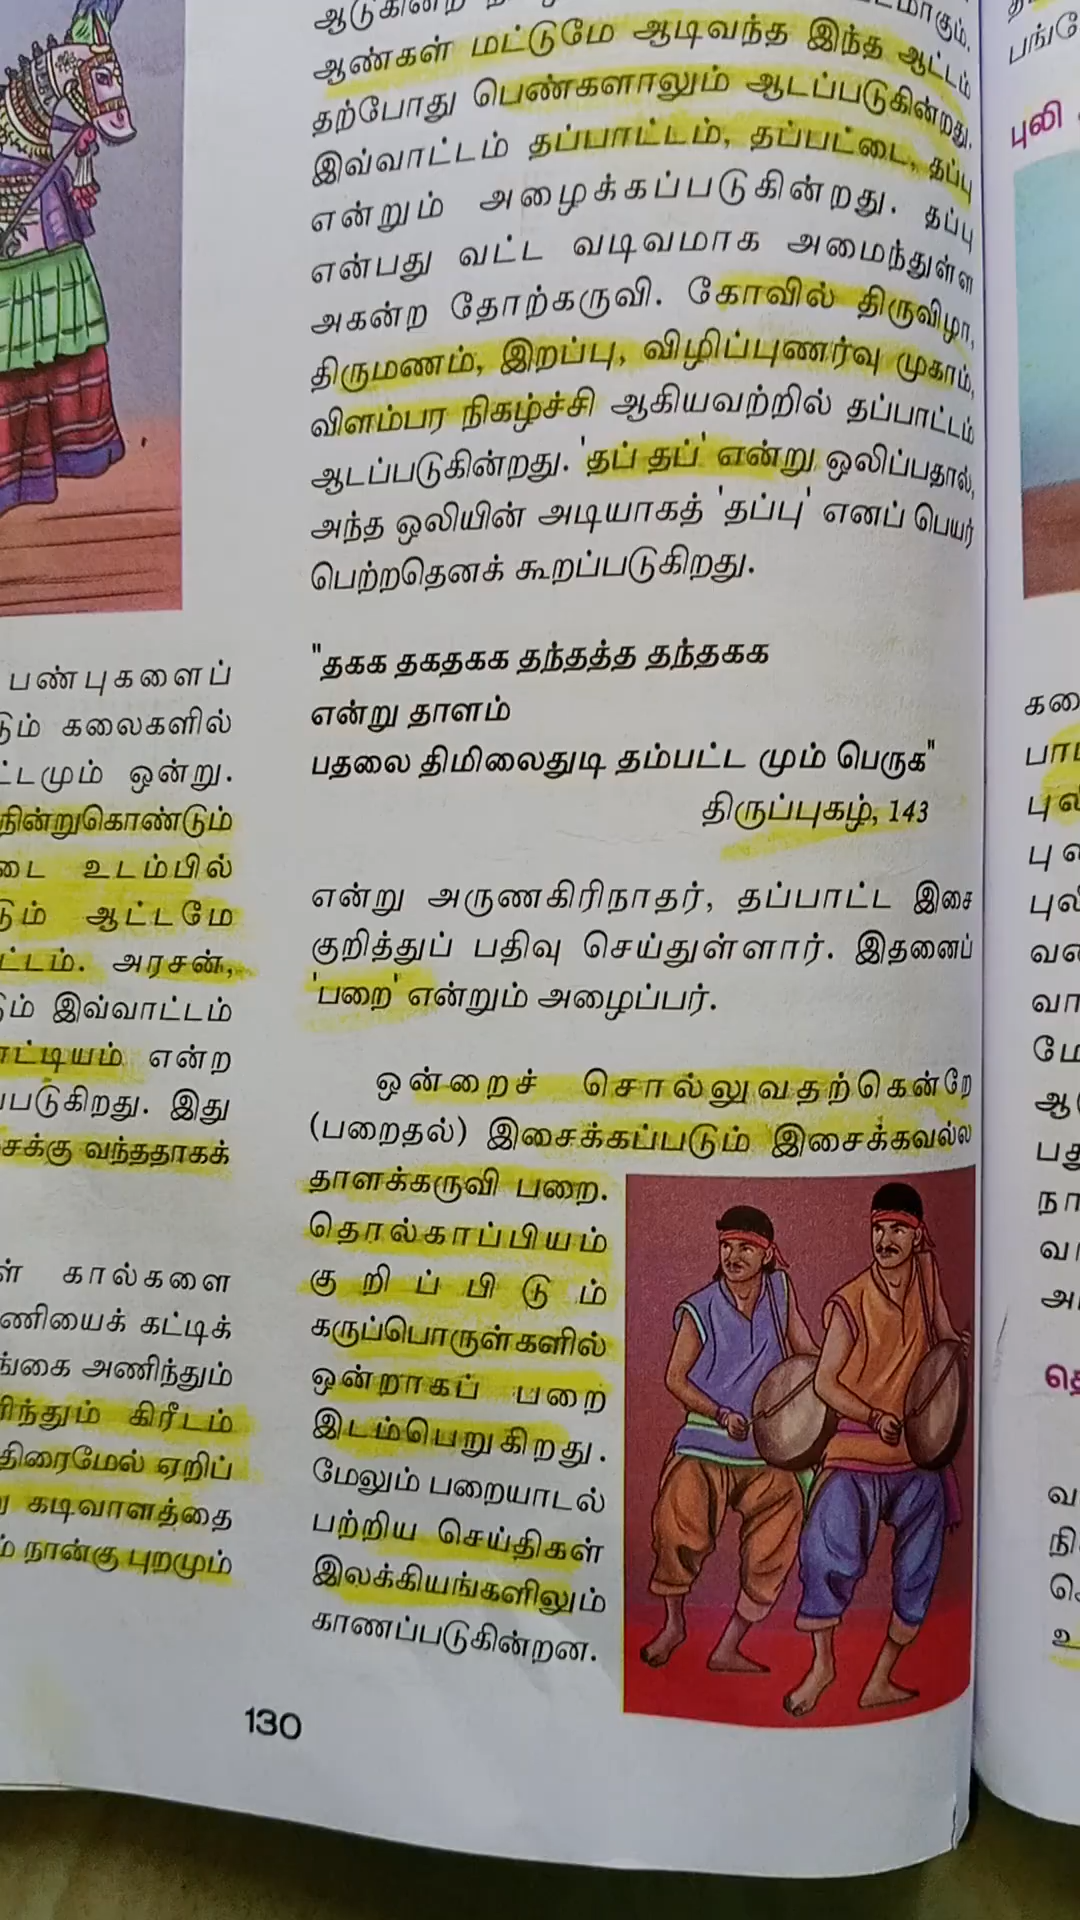 பண்புகளைப்
கலைகளில்
ஒன்று.
நின்றுகொண்டும்
உடம்பில்
ஆட்டமே
அரசன்,
இவ்வாட்டம்
என்ற
இது
வந்ததாகக்
கால்களை
கட்டிக்
அணிந்தும்
கிரீடம்
ஏறிப்
கடிவாளத்தை
நான்கு புறமும்
ஆண்கள் மட்டுமே ஆடிவந்த இந்த ஆட்டம்
தற்போது பெண்களாலும் ஆடப்படுகின்றது.
இவ்வாட்டம் தப்பாட்டம், தப்பட்டை, தப்பு
என்றும் அழைக்கப்படுகின்றது. தப்பு
என்பது வட்ட வடிவமாக அமைந்துள்ள
அகன்ற தோற்கருவி. கோவில் திருவிழா,
திருமணம், இறப்பு, விழிப்புணர்வு முகாம்,
விளம்பர நிகழ்ச்சி ஆகியவற்றில் தப்பாட்டம்
ஆடப்படுகின்றது. 'தப் தப்' என்று ஒலிப்பதால்,
அந்த ஒலியின் அடியாகத் 'தப்பு' எனப் பெயர்
பெற்றதெனக் கூறப்படுகிறது.
"தகக தகதகக தந்தத்த தந்தகக
என்று தாளம்
பதலை திமிலைதுடி தம்பட்ட மும் பெருக"
திருப்புகழ், 143
என்று அருணகிரிநாதர், தப்பாட்ட இசை
குறித்துப் பதிவு செய்துள்ளார். இதனைப்
'பறை' என்றும் அழைப்பர்.
ஒன்றைச் சொல்லுவதற்கென்றே
(பறைதல்) இசைக்கப்படும் இசைக்கவல்ல
தாளக்கருவி பறை.
தொல்காப்பியம்
குறிப்பிடும்
கருப்பொருள்களில்
ஒன்றாகப் பறை
இடம்பெறுகிறது.
மேலும் பறையாடல்
பற்றிய செய்திகள்
இலக்கியங்களிலும்
காணப்படுகின்றன.
130
புலி